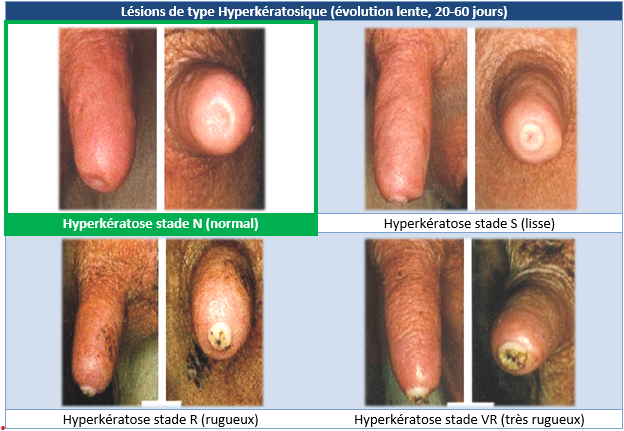 Lésions de type Hyperkératosique (évolution lente, 20-60 jours)
Hyperkératose stade N (normal)
Hyperkératose stade S (lisse)
Hyperkératose stade R (rugueux)
Hyperkératose stade VR (très rugueux)